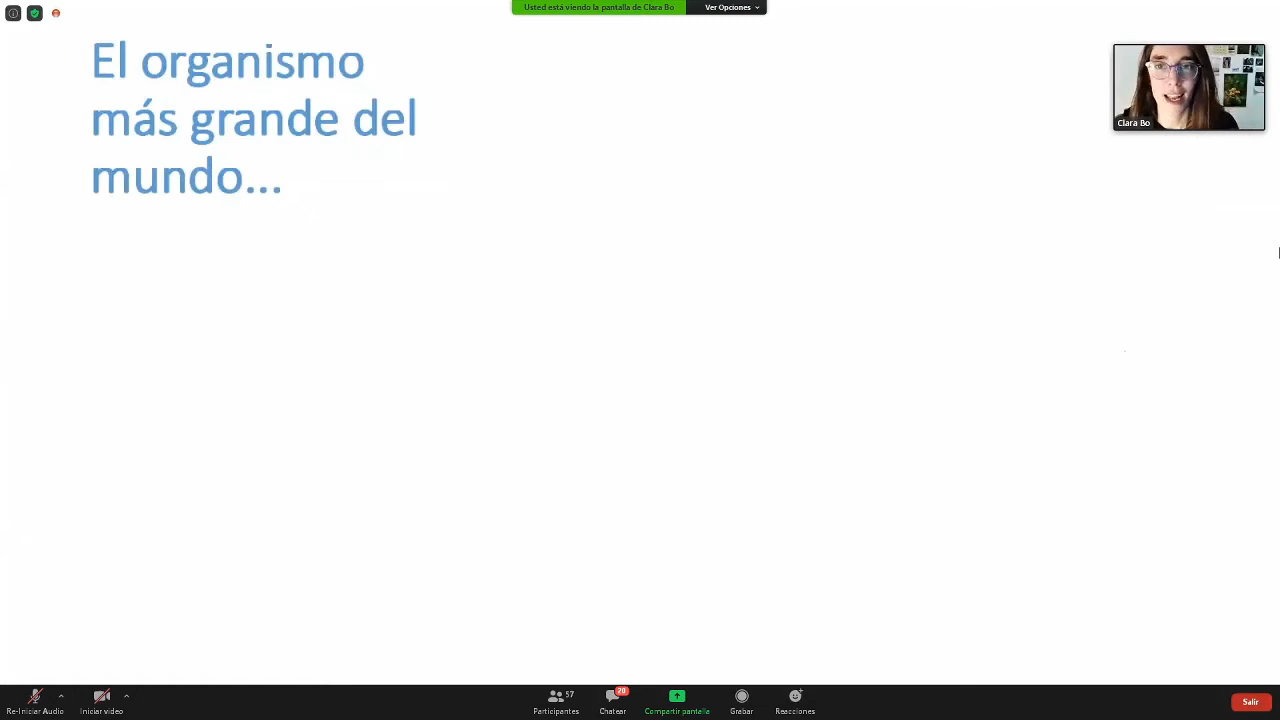 Usted está viendo la pantalla de Clara Bo
Ver Opciones
El organismo
más grande del
mundo...
Clara Bo
Re-Iniciar Audio
Iniciar video
57
Participantes
20
Chatear
Compartir pantalla
Grabar
Reacciones
Salir